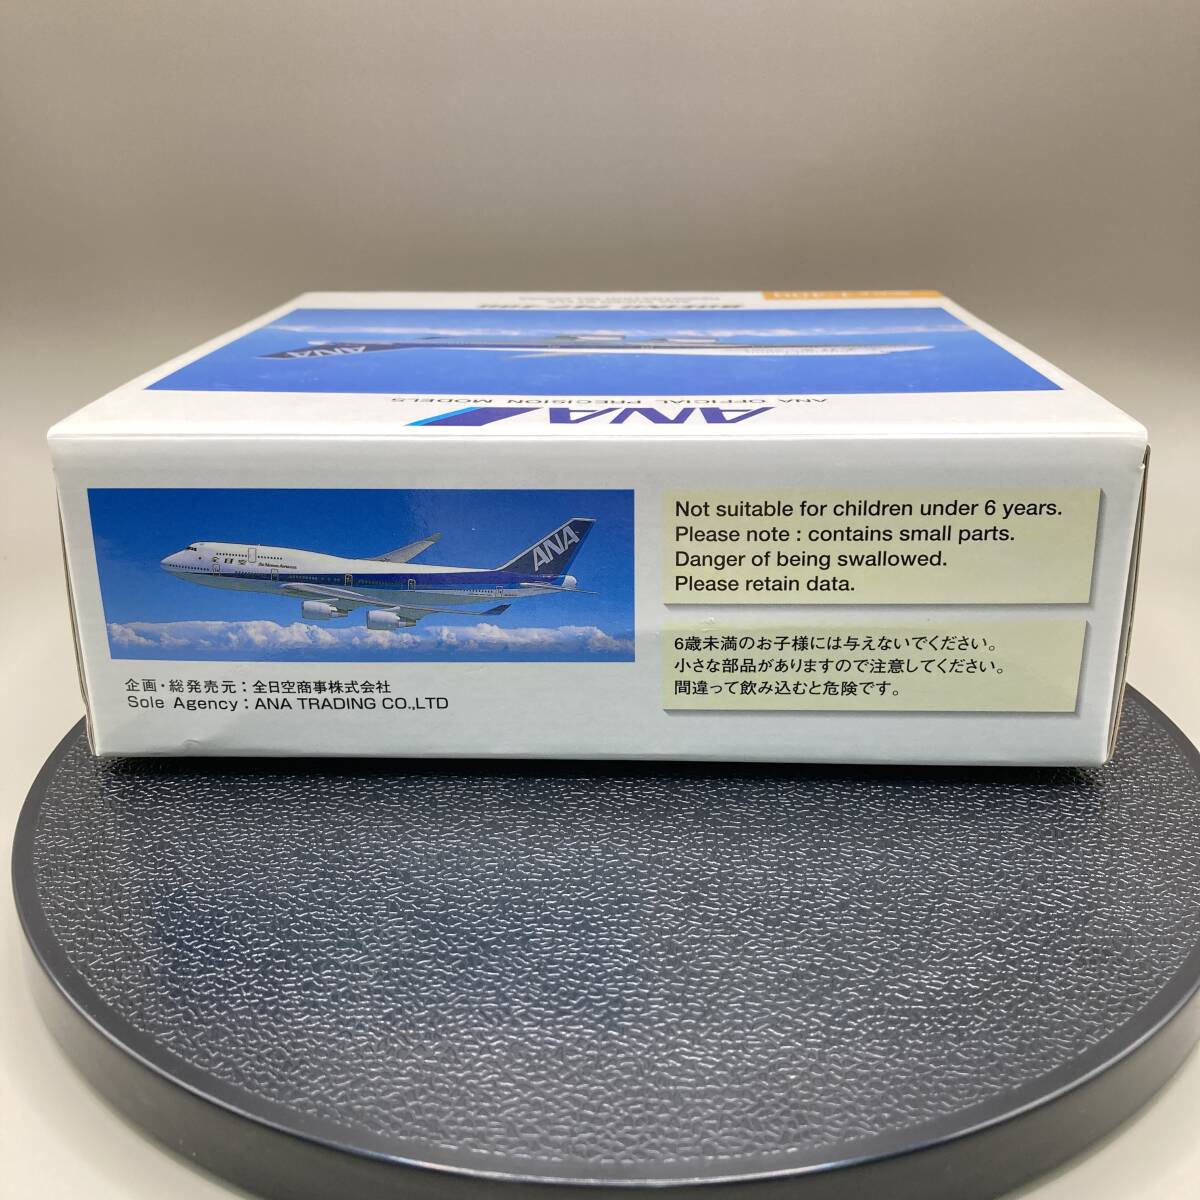 ANA
ANA OFFICIAL PRECISION MODELS
ANA
全日空
ANA
企画・総発売元：全日空商事株式会社
Sole Agency : ANA TRADING CO.,LTD
Not suitable for children under 6 years.
Please note : contains small parts.
Danger of being swallowed.
Please retain data.
6歳未満のお子様には与えないでください。
小さな部品がありますので注意してください。
間違って飲み込むと危険です。